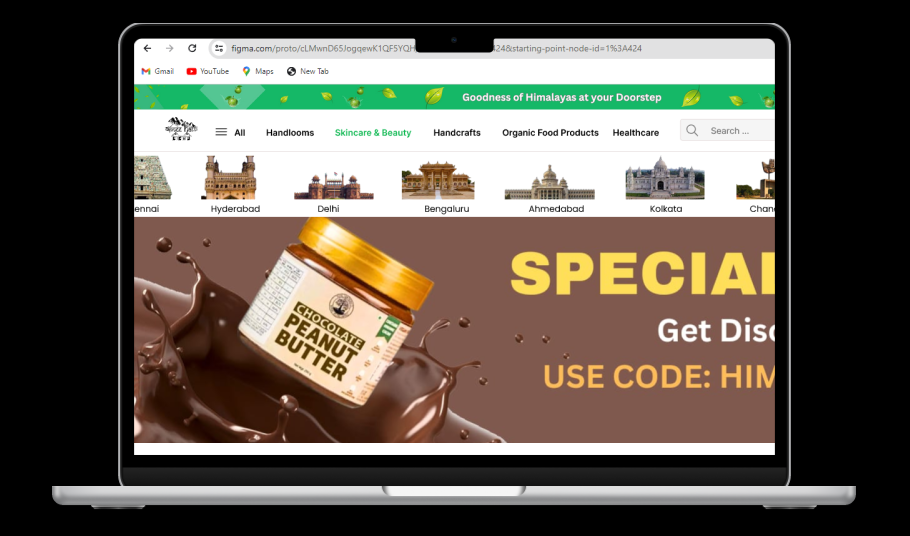 figma.com/proto/cLMwnD65JogqewK1QF5YQH 424&starting-point-node-id=1%3A424
Gmail YouTube Maps New Tab
Goodness of Himalayas at your Doorstep
All Handlooms Skincare & Beauty Handcrafts Organic Food Products Healthcare Search ...
ennai Hyderabad Delhi Bengaluru Ahmedabad Kolkata Chan
SPECIAL
Get Disc
USE CODE: HIM
CHOCOLATE
PEANUT
BUTTER